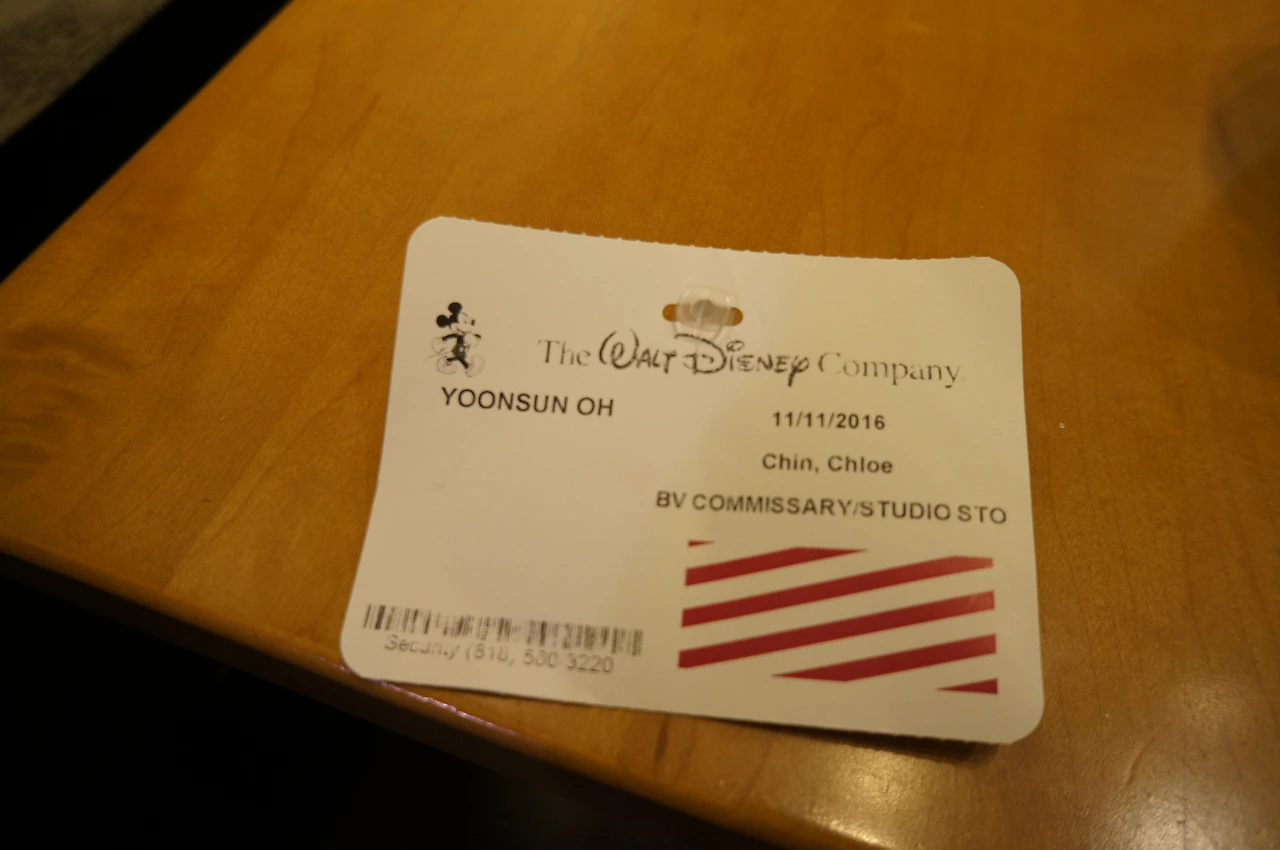 The WALT DISNEY Company.
YOONSUN OH
11/11/2016
Chin, Chloe
BV COMMISSARY/STUDIO STO
Security (818, 560 3220